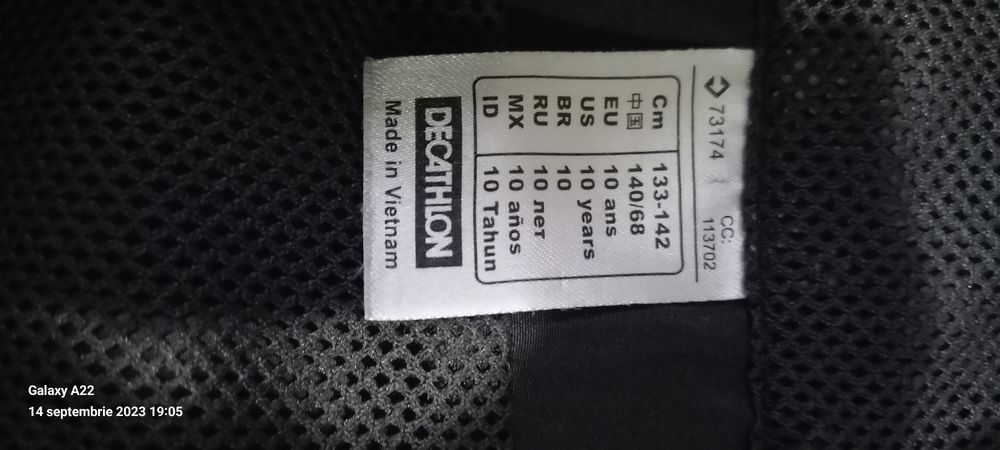 73174
CC:
113702
Cm 133-142
中国 140/68
EU 10 ans
US 10 years
BR 10
RU 10 лет
MX 10 años
ID 10 Tahun
DECATHLON
Made in Vietnam
Galaxy A22
14 septembrie 2023 19:05